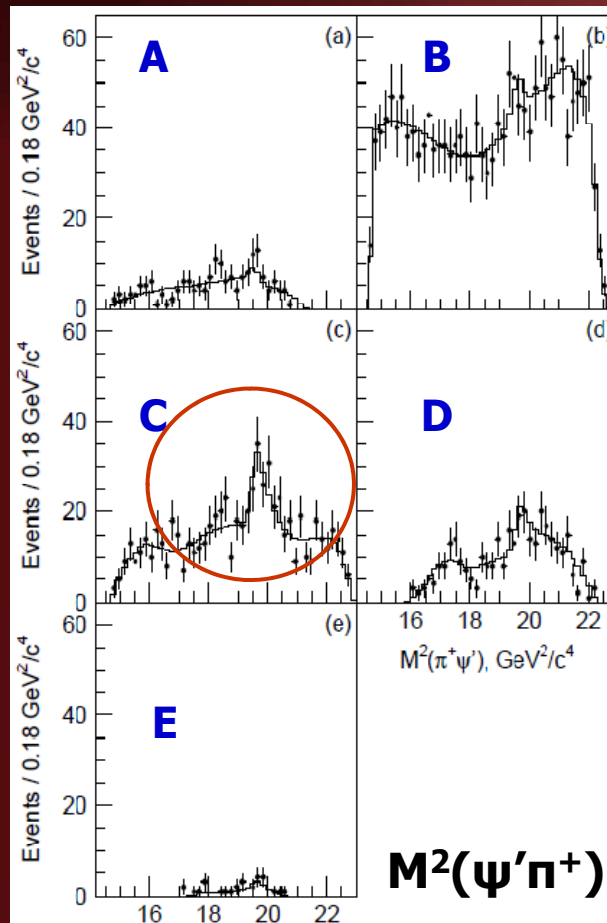 (a)
A
Events / 0.18 GeV²/c⁴
60
40
20
0
(b)
B
(c)
C
Events / 0.18 GeV²/c⁴
60
40
20
0
(d)
D
16 18 20 22
M²(π⁺ψ'), GeV²/c⁴
(e)
E
Events / 0.18 GeV²/c⁴
60
40
20
0
16 18 20 22
M²(ψ'π⁺)